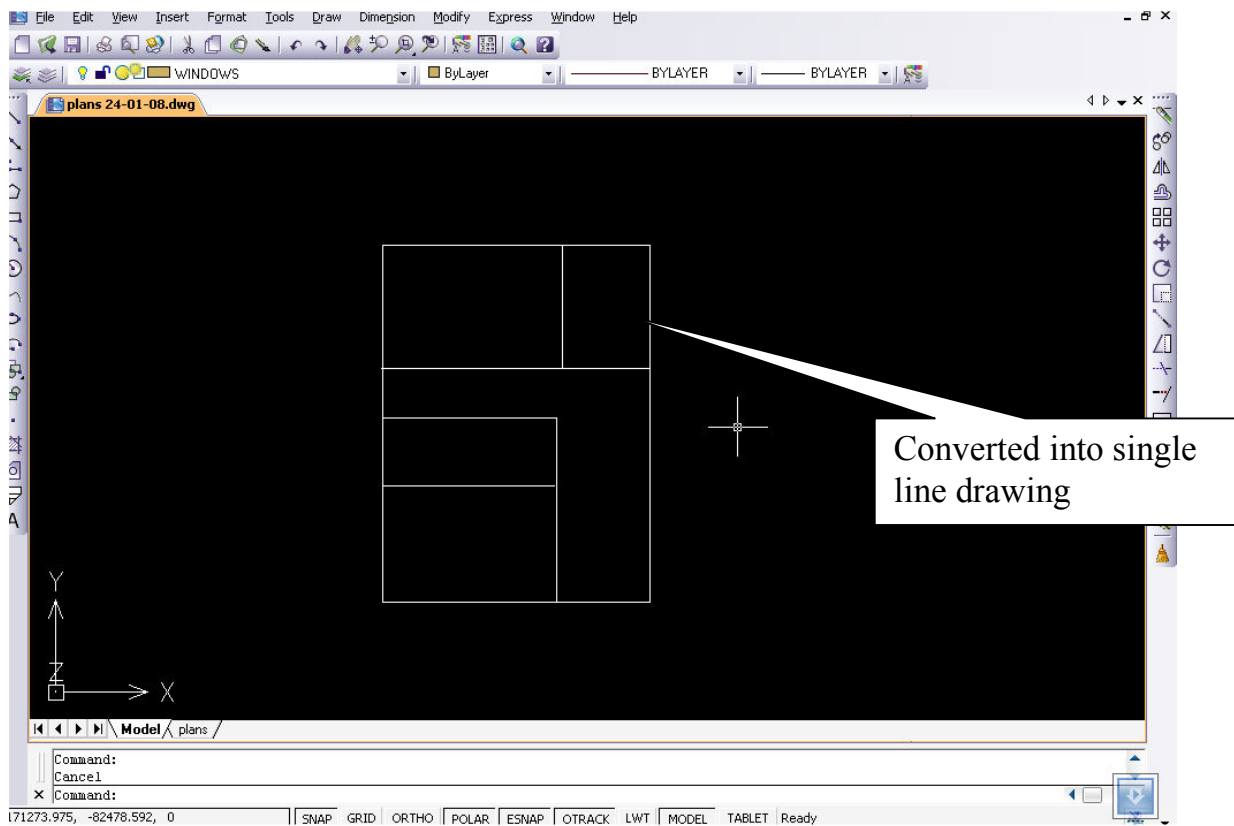 File Edit View Insert Format Tools Draw Dimension Modify Express Window Help
WINDOWS ByLayer BYLAYER BYLAYER
plans 24-01-08.dwg
Converted into single
line drawing
A
Y
Z
X
Model plans
Command:
Cancel
Command:
171273.975, -82478.592, 0 SNAP GRID ORTHO POLAR ESNAP OTRACK LWT MODEL TABLET Ready